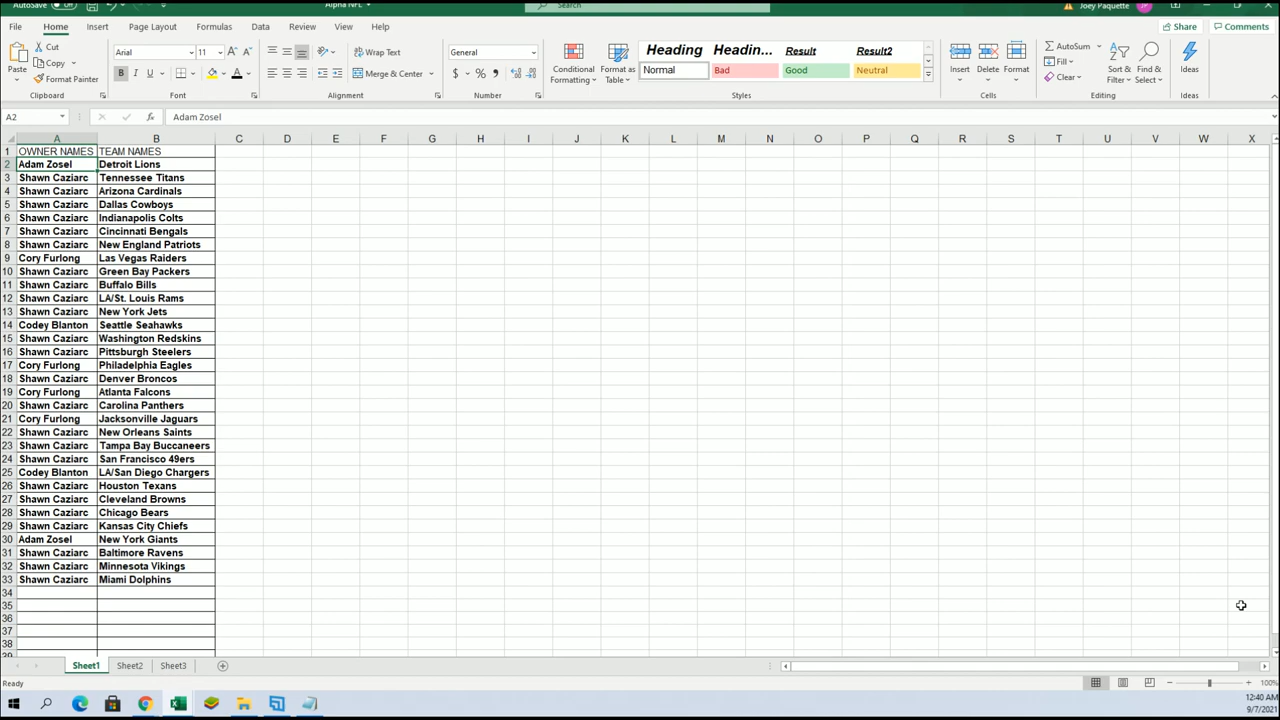 AutoSave Off Alpha NFL Search Joey Paquette JP
File Home Insert Page Layout Formulas Data Review View Help Share Comments
Paste Cut Copy Format Painter Clipboard
Arial 11 B I U Font
Wrap Text Merge & Center Alignment
General $ % Number
Conditional Formatting Format as Table
Heading Headin... Result Result2
Normal Bad Good Neutral Styles
Insert Delete Format Cells
AutoSum Fill Clear Sort & Filter Find & Select Editing
Ideas Ideas
A2 fx Adam Zosel
A B C D E F G H I J K L M N O P Q R S T U V W X
1 OWNER NAMES TEAM NAMES
2 Adam Zosel Detroit Lions
3 Shawn Caziarc Tennessee Titans
4 Shawn Caziarc Arizona Cardinals
5 Shawn Caziarc Dallas Cowboys
6 Shawn Caziarc Indianapolis Colts
7 Shawn Caziarc Cincinnati Bengals
8 Shawn Caziarc New England Patriots
9 Cory Furlong Las Vegas Raiders
10 Shawn Caziarc Green Bay Packers
11 Shawn Caziarc Buffalo Bills
12 Shawn Caziarc LA/St. Louis Rams
13 Shawn Caziarc New York Jets
14 Codey Blanton Seattle Seahawks
15 Shawn Caziarc Washington Redskins
16 Shawn Caziarc Pittsburgh Steelers
17 Cory Furlong Philadelphia Eagles
18 Shawn Caziarc Denver Broncos
19 Cory Furlong Atlanta Falcons
20 Shawn Caziarc Carolina Panthers
21 Cory Furlong Jacksonville Jaguars
22 Shawn Caziarc New Orleans Saints
23 Shawn Caziarc Tampa Bay Buccaneers
24 Shawn Caziarc San Francisco 49ers
25 Codey Blanton LA/San Diego Chargers
26 Shawn Caziarc Houston Texans
27 Shawn Caziarc Cleveland Browns
28 Shawn Caziarc Chicago Bears
29 Shawn Caziarc Kansas City Chiefs
30 Adam Zosel New York Giants
31 Shawn Caziarc Baltimore Ravens
32 Shawn Caziarc Minnesota Vikings
33 Shawn Caziarc Miami Dolphins
34
35
36
37
38
39
Sheet1 Sheet2 Sheet3
Ready 100%
12:40 AM
9/7/2021